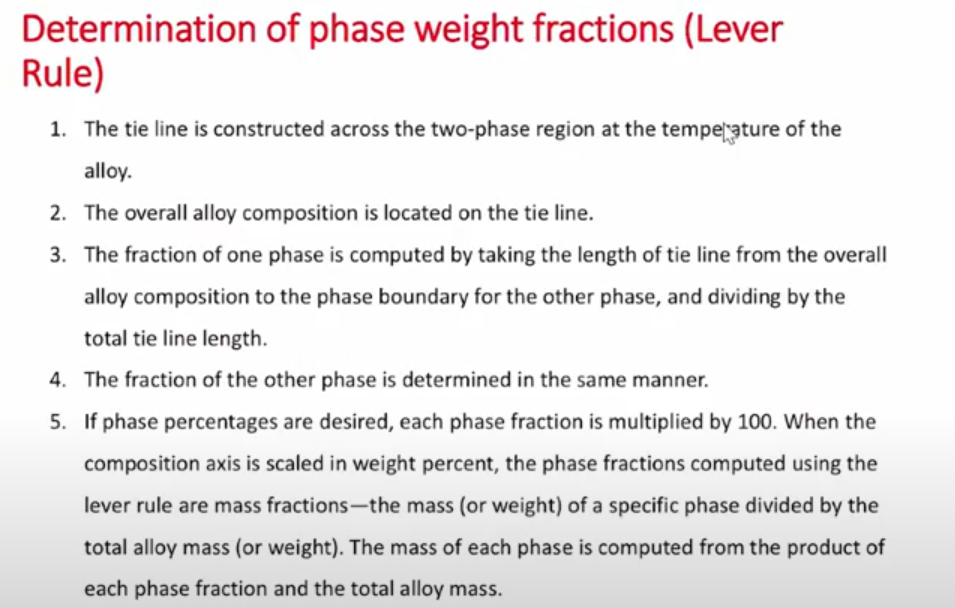 Determination of phase weight fractions (Lever
Rule)
1. The tie line is constructed across the two-phase region at the temperature of the
alloy.
2. The overall alloy composition is located on the tie line.
3. The fraction of one phase is computed by taking the length of tie line from the overall
alloy composition to the phase boundary for the other phase, and dividing by the
total tie line length.
4. The fraction of the other phase is determined in the same manner.
5. If phase percentages are desired, each phase fraction is multiplied by 100. When the
composition axis is scaled in weight percent, the phase fractions computed using the
lever rule are mass fractions—the mass (or weight) of a specific phase divided by the
total alloy mass (or weight). The mass of each phase is computed from the product of
each phase fraction and the total alloy mass.